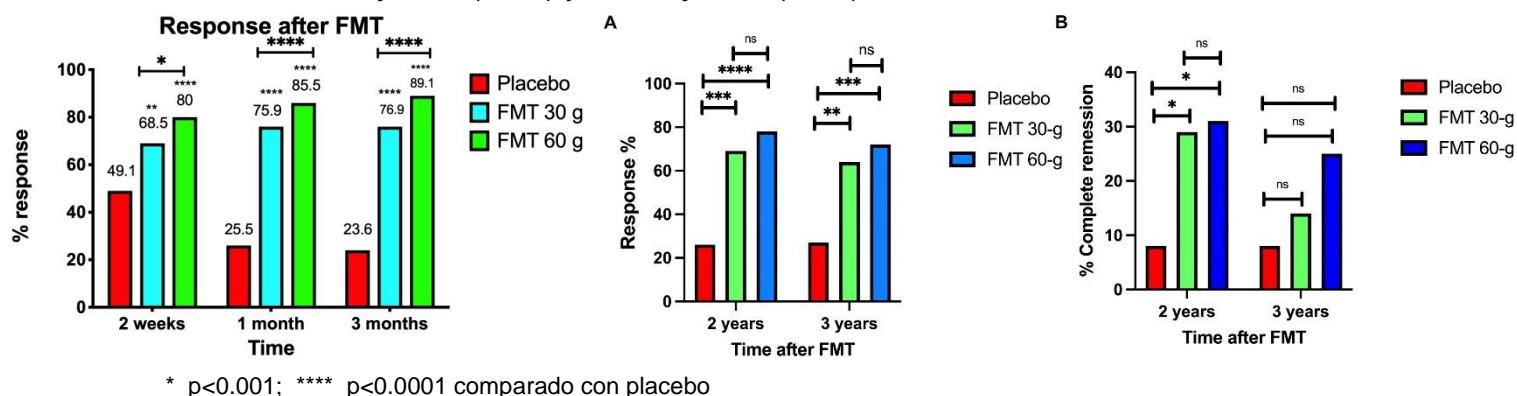 Response after FMT
*
****
****
% response
100
80
60
40
20
0
49.1
**
68.5
****
80
25.5
****
75.9
****
85.5
23.6
****
76.9
****
89.1
2 weeks
1 month
3 months
Time
Placebo
FMT 30 g
FMT 60 g
* p<0.001; **** p<0.0001 comparado con placebo
A
Response %
100
80
60
40
20
0
ns
****
***
ns
***
**
2 years
3 years
Time after FMT
Placebo
FMT 30-g
FMT 60-g
B
% Complete remession
40
30
20
10
0
ns
*
*
ns
ns
ns
2 years
3 years
Time after FMT
Placebo
FMT 30-g
FMT 60-g